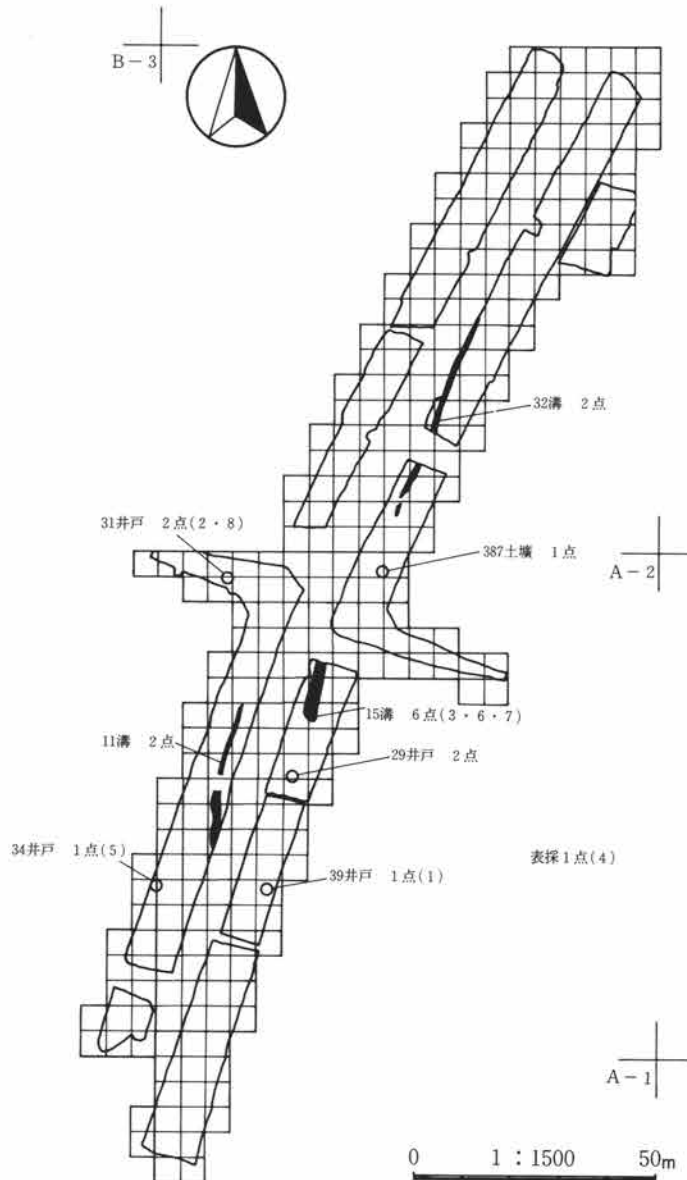 B-3
32溝 2点
31井戸 2点(2・8)
387土壙 1点
A-2
15溝 6点(3・6・7)
11溝 2点
29井戸 2点
34井戸 1点(5)
39井戸 1点(1)
表採1点(4)
A-1
0 1:1500 50m